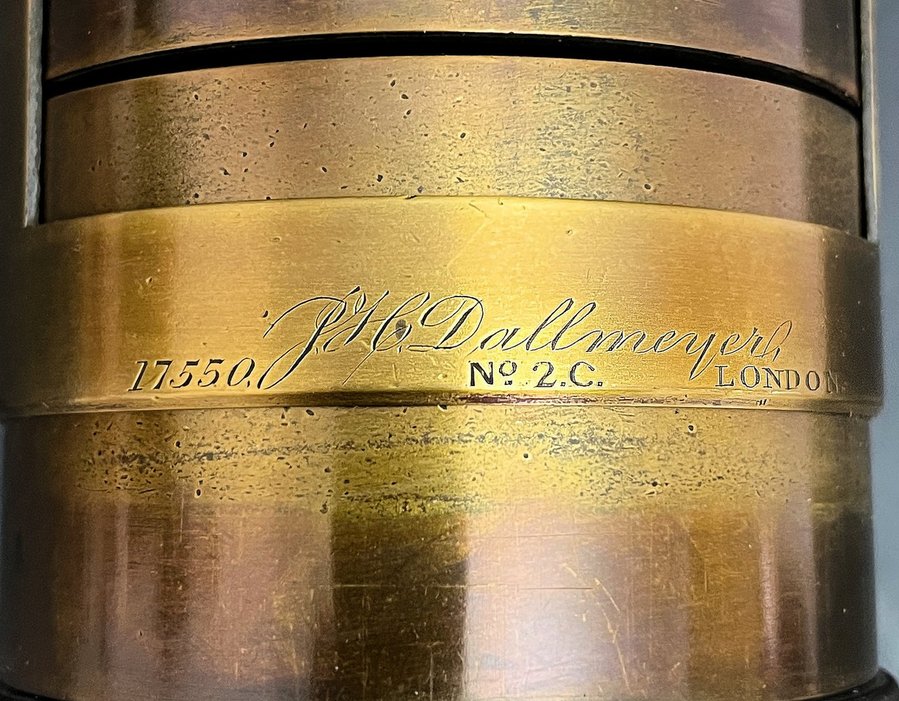 J.H. Dallmeyer,
17550. No. 2.C. LONDON.